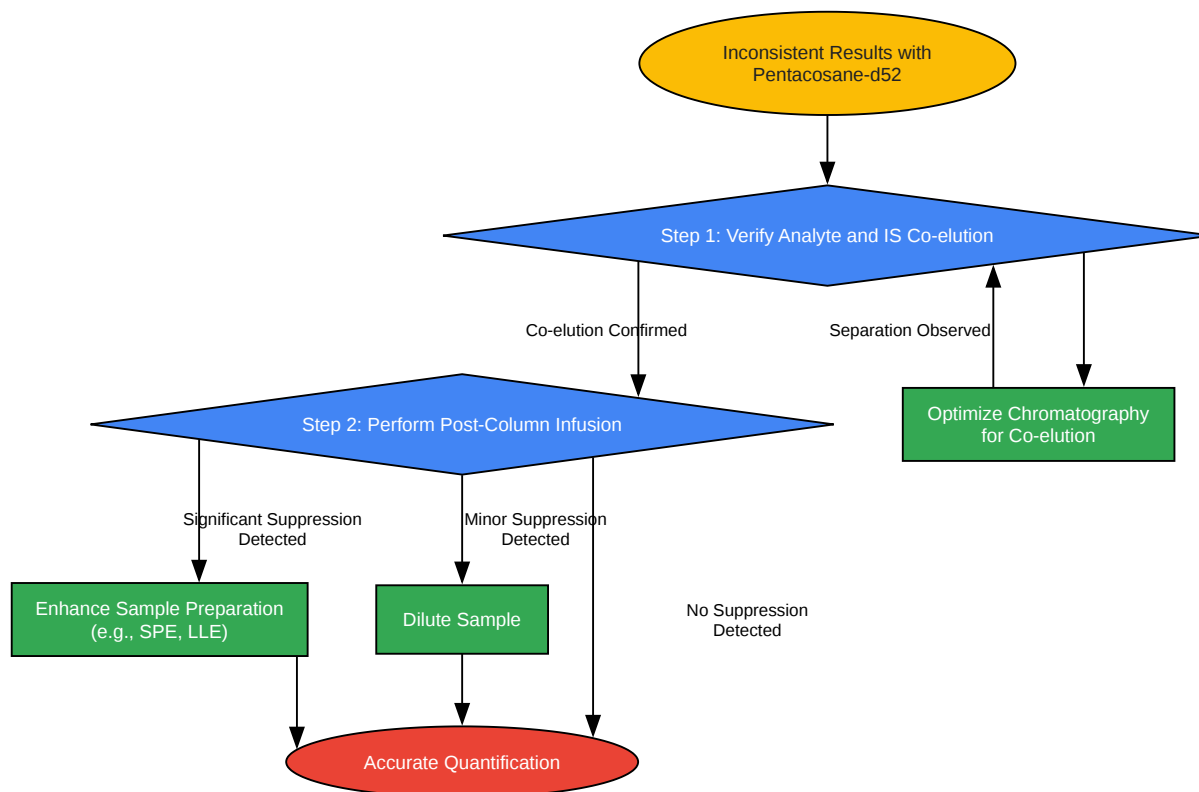 Inconsistent Results with
Pentacosane-d52
Step 1: Verify Analyte and IS Co-elution
Co-elution Confirmed
Separation Observed
Optimize Chromatography
for Co-elution
Step 2: Perform Post-Column Infusion
Significant Suppression
Detected
Minor Suppression
Detected
No Suppression
Detected
Enhance Sample Preparation
(e.g., SPE, LLE)
Dilute Sample
Accurate Quantification